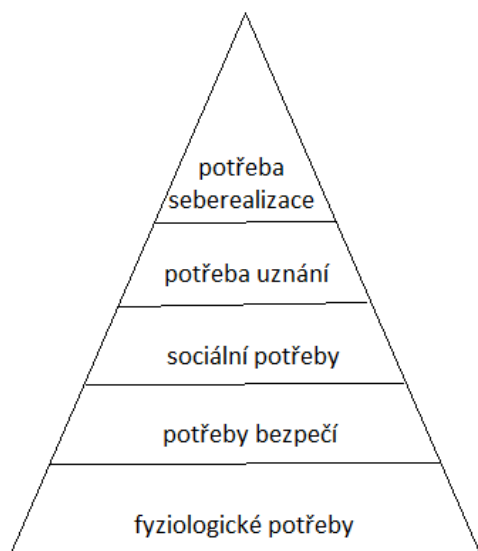 potřeba
seberealizace
potřeba uznání
sociální potřeby
potřeby bezpečí
fyziologické potřeby